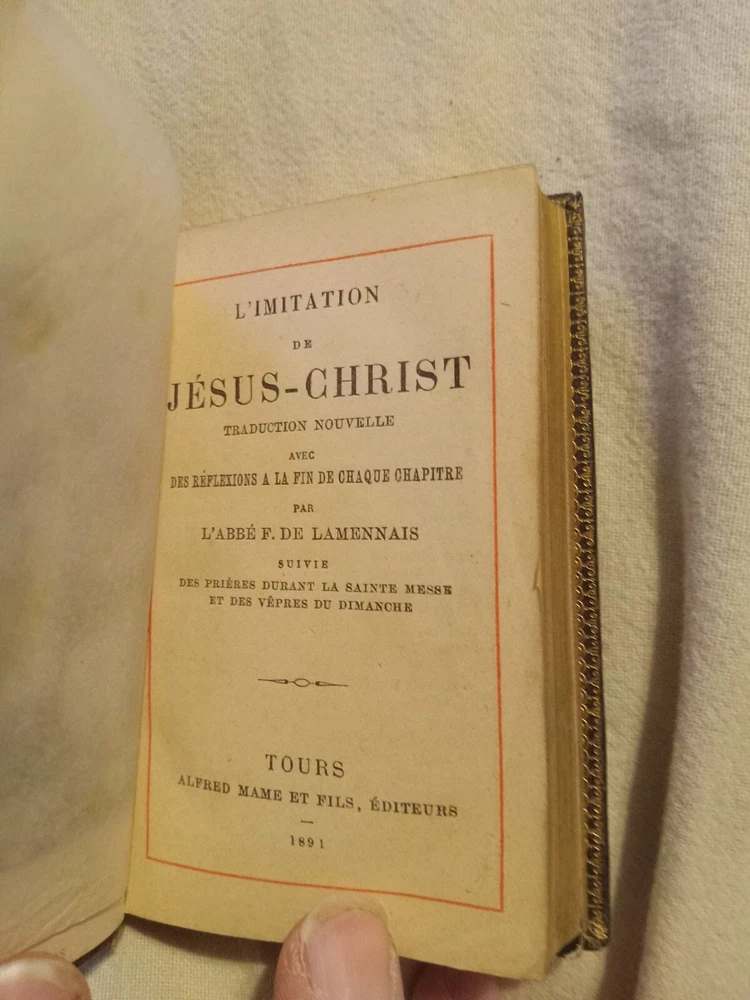 L'IMITATION
DE
JÉSUS-CHRIST
TRADUCTION NOUVELLE
AVEC
DES RÉFLEXIONS A LA FIN DE CHAQUE CHAPITRE
PAR
L'ABBÉ F. DE LAMENNAIS
SUIVIE
DES PRIÈRES DURANT LA SAINTE MESSE
ET DES VÊPRES DU DIMANCHE
TOURS
ALFRED MAME ET FILS, ÉDITEURS
—
1891